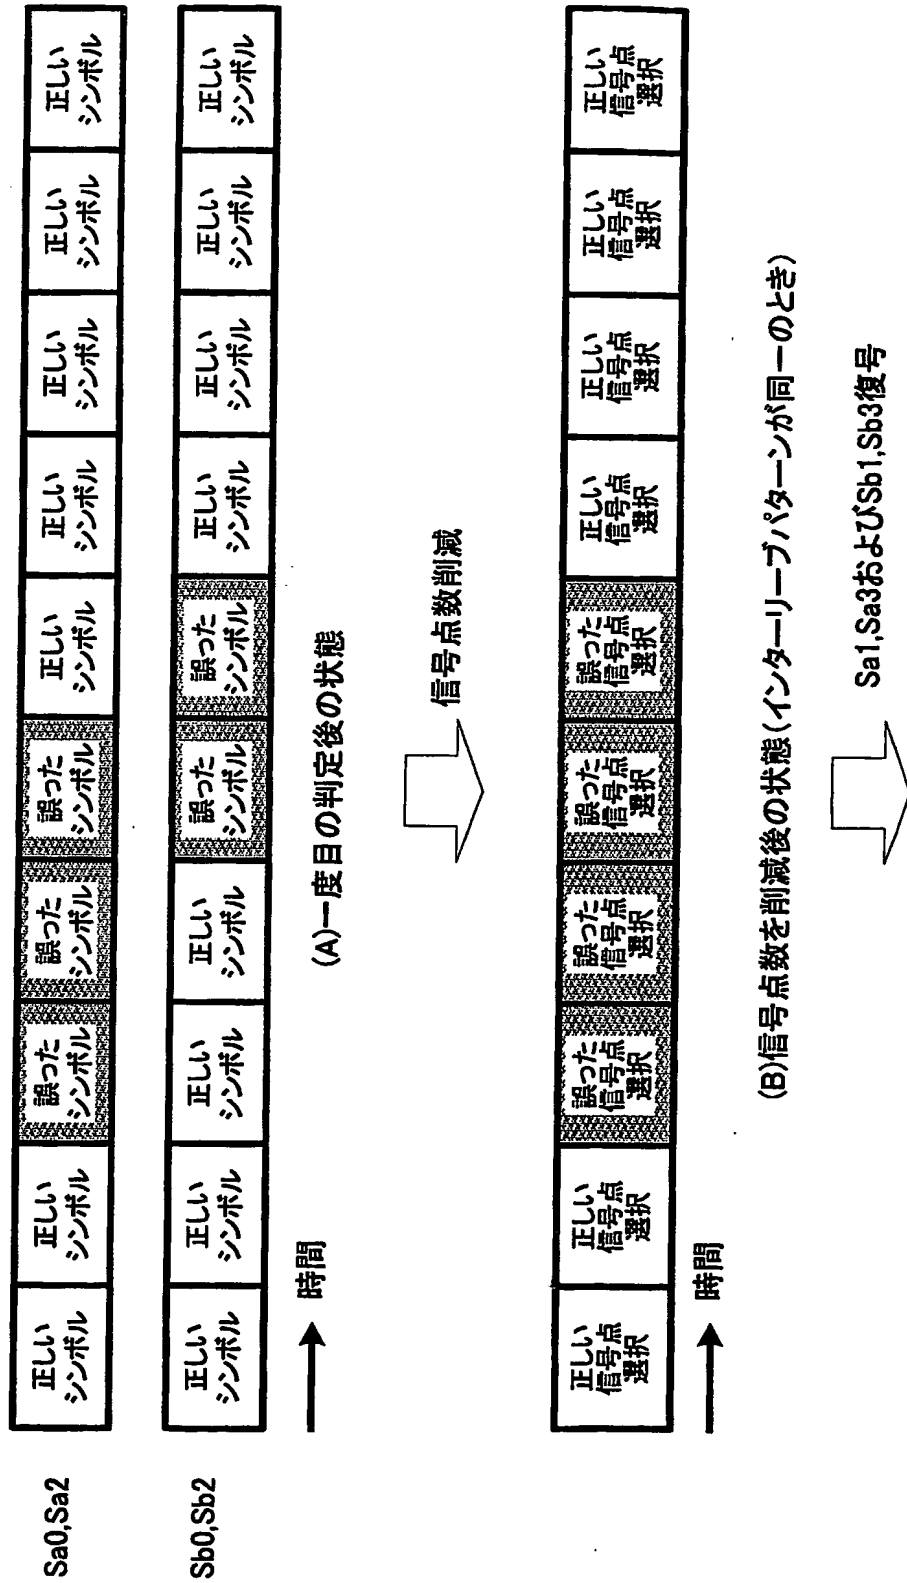 Sa0,Sa2
正しい
シンボル
正しい
シンボル
誤った
シンボル
誤った
シンボル
誤った
シンボル
正しい
シンボル
正しい
シンボル
正しい
シンボル
正しい
シンボル
正しい
シンボル
Sb0,Sb2
正しい
シンボル
正しい
シンボル
正しい
シンボル
正しい
シンボル
誤った
シンボル
誤った
シンボル
正しい
シンボル
正しい
シンボル
正しい
シンボル
正しい
シンボル
時間
(A)一度目の判定後の状態
信号点数削減
正しい
信号点
選択
正しい
信号点
選択
誤った
信号点
選択
誤った
信号点
選択
誤った
信号点
選択
誤った
信号点
選択
正しい
信号点
選択
正しい
信号点
選択
正しい
信号点
選択
正しい
信号点
選択
時間
(B)信号点数を削減後の状態(インターリーブパターンが同一のとき)
Sa1,Sa3およびSb1,Sb3復号